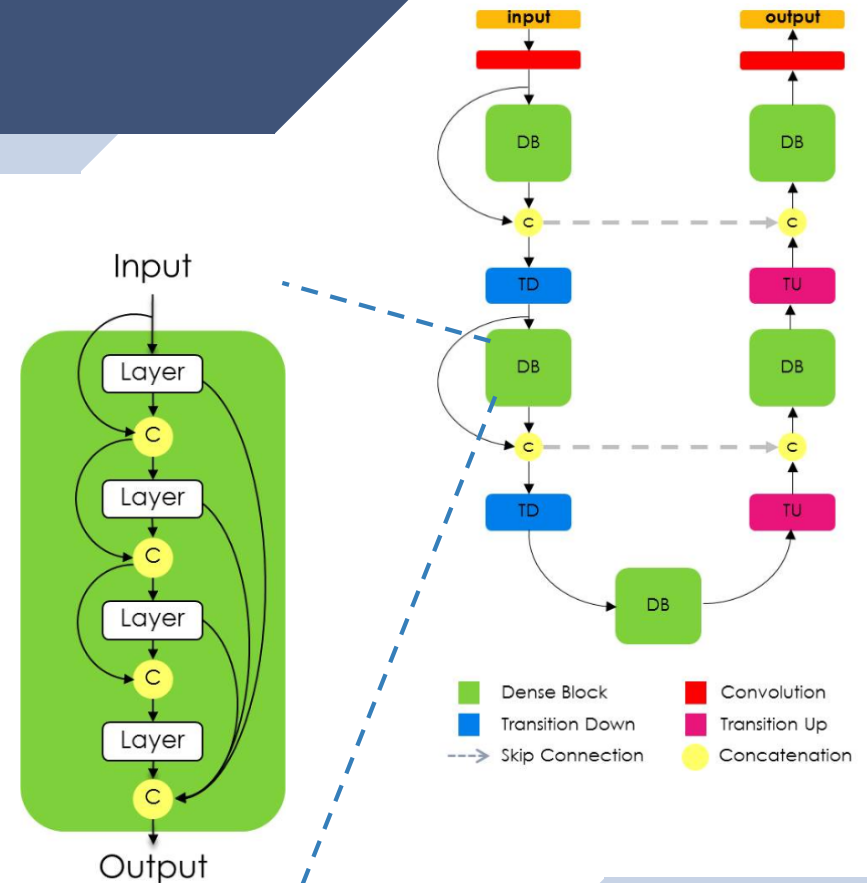 Input
Layer
C
Layer
C
Layer
C
Layer
C
Output
input
DB
C
TD
DB
C
TD
DB
TU
C
DB
TU
C
DB
output
Dense Block
Convolution
Transition Down
Transition Up
Skip Connection
Concatenation